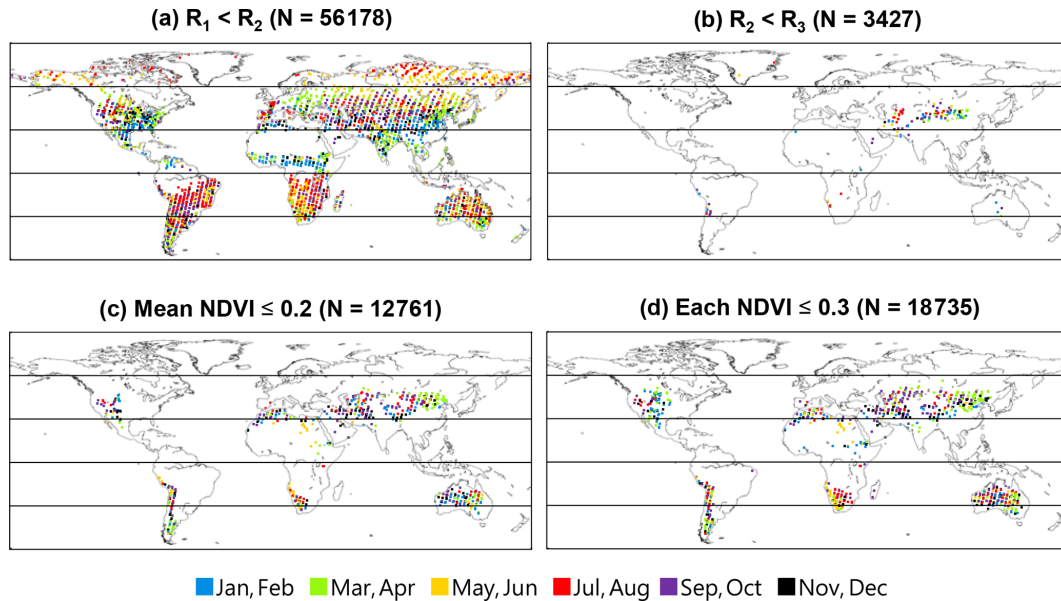 (a) R₁ < R₂ (N = 56178)
(b) R₂ < R₃ (N = 3427)
(c) Mean NDVI ≤ 0.2 (N = 12761)
(d) Each NDVI ≤ 0.3 (N = 18735)
Jan, Feb Mar, Apr May, Jun Jul, Aug Sep, Oct Nov, Dec